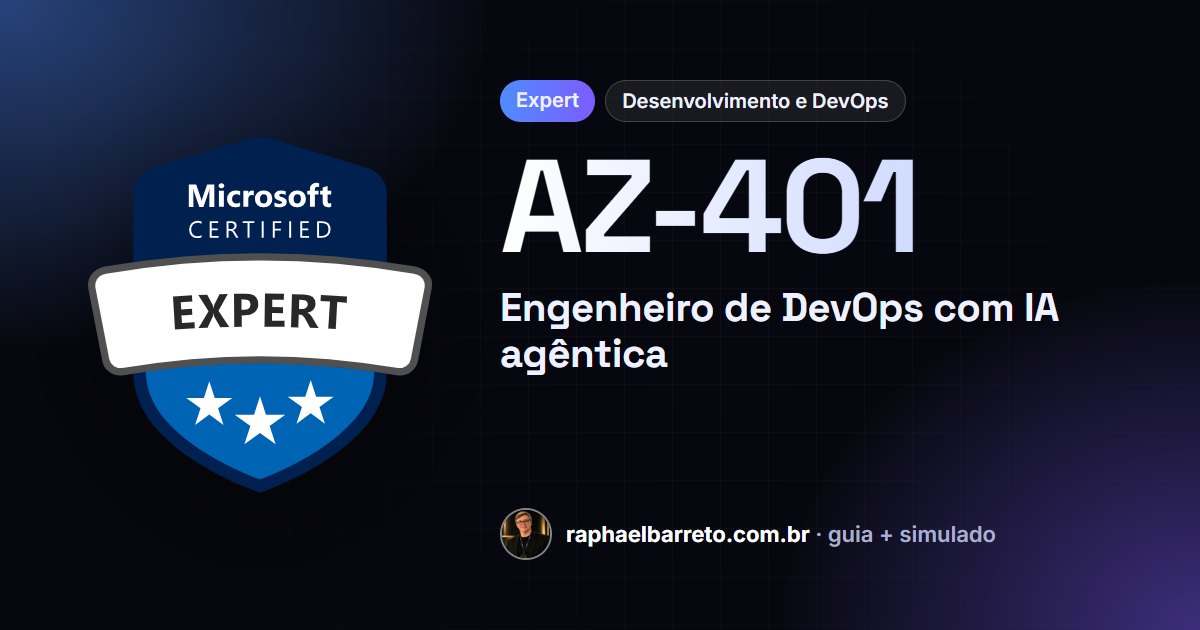 Microsoft
CERTIFIED
EXPERT
Expert
Desenvolvimento e DevOps
AZ-401
Engenheiro de DevOps com IA
agêntica
raphaelbarreto.com.br · guia + simulado